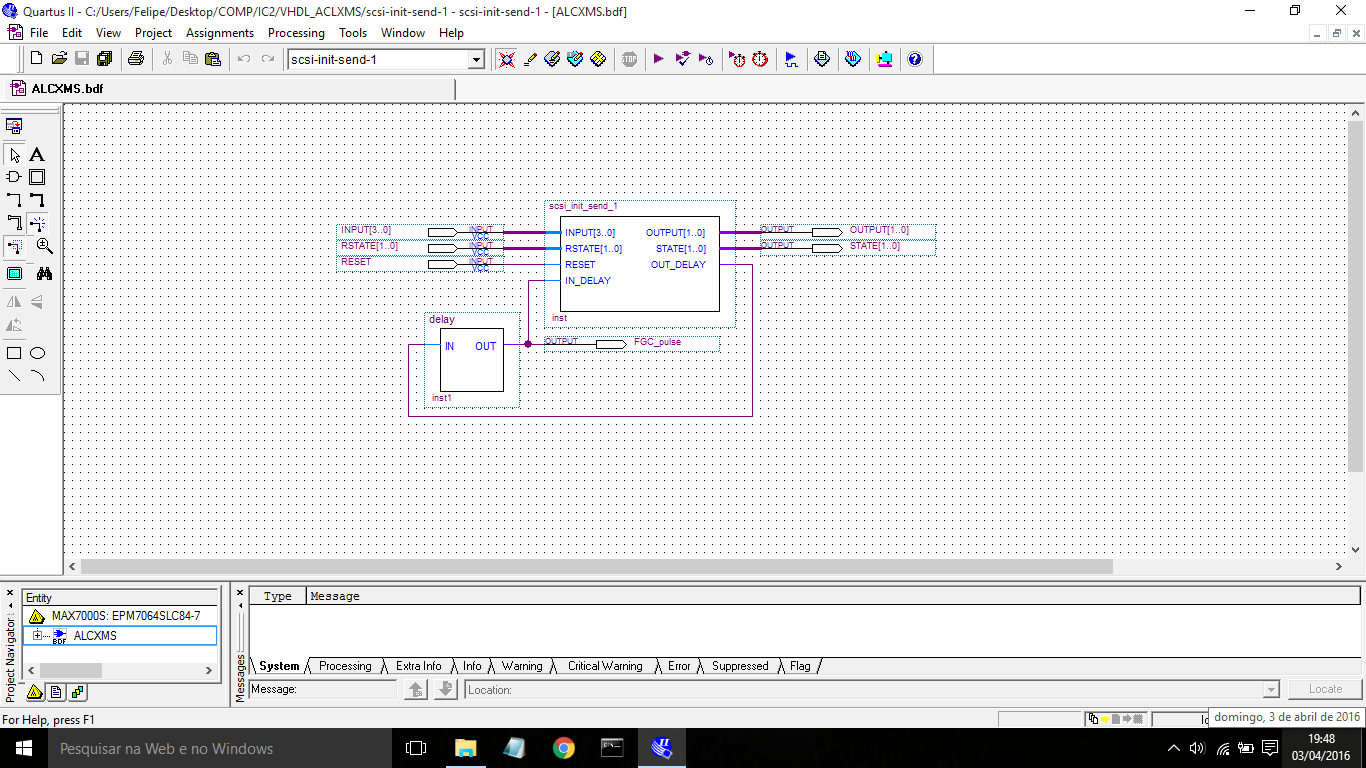 Quartus II - C:/Users/Felipe/Desktop/COMP/IC2/VHDL_ACLXMS/scsi-init-send-1 - scsi-init-send-1 - [ALCXMS.bdf]
File Edit View Project Assignments Processing Tools Window Help
scsi-init-send-1
STOP
ALCXMS.bdf
scsi_init_send_1
INPUT[3..0] INPUT VCC INPUT[3..0] OUTPUT[1..0] OUTPUT OUTPUT[1..0]
RSTATE[1..0] INPUT VCC RSTATE[1..0] STATE[1..0] OUTPUT STATE[1..0]
RESET INPUT VCC RESET OUT_DELAY
IN_DELAY
inst
delay
IN OUT OUTPUT FGC_pulse
inst1
Entity
MAX7000S: EPM7064SLC84-7
BDF ALCXMS
Project Navigator
Messages
Type Message
System Processing Extra Info Info Warning Critical Warning Error Suppressed Flag
Message: Location: Locate
For Help, press F1
domingo, 3 de abril de 2016
Pesquisar na Web e no Windows
19:48
03/04/2016